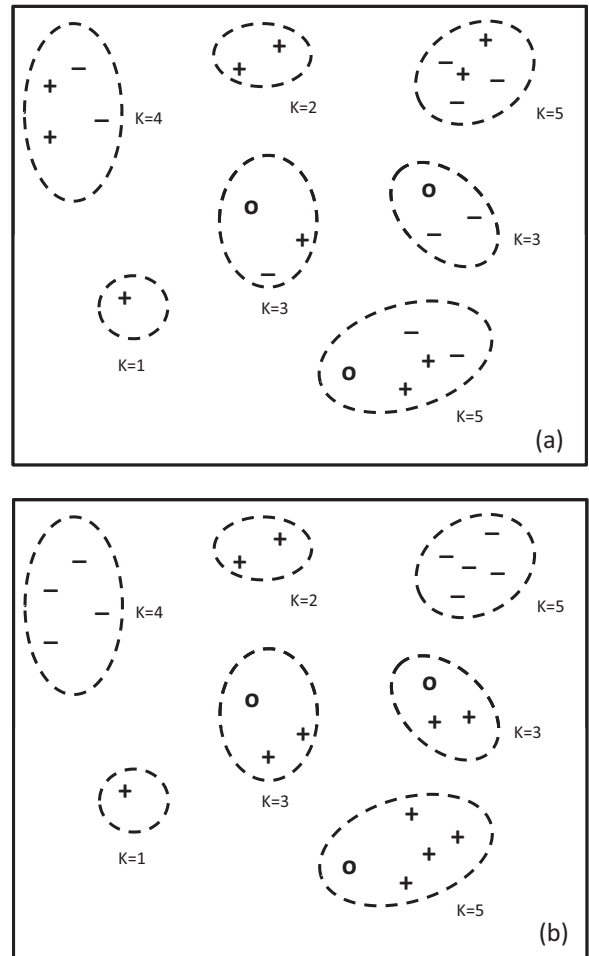 + –
+ –
+
K=4
+ +
K=2
+
– + –
–
K=5
o
+
–
K=3
o
– –
K=3
+
K=1
–
o + –
+
K=5
(a)
–
– –
–
K=4
+ +
K=2
–
– – –
–
K=5
o
+
+
K=3
o
+ +
K=3
+
K=1
+
+
o +
+
K=5
(b)